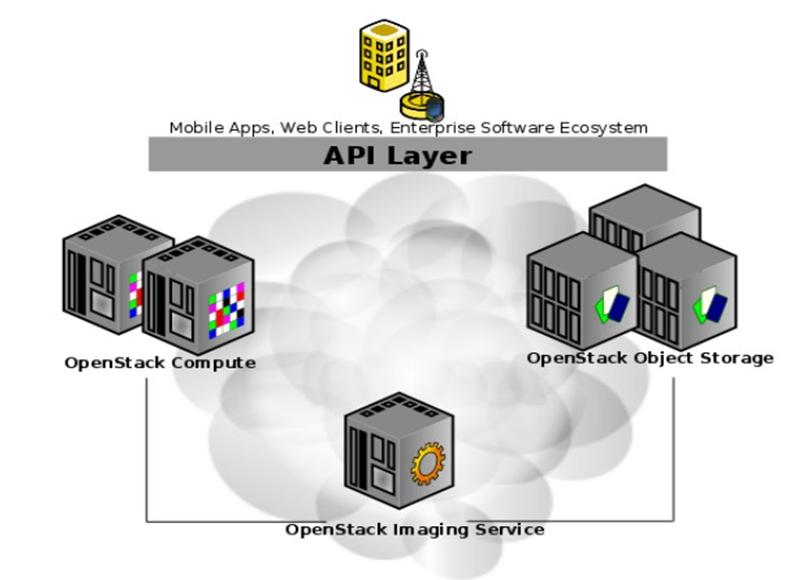 Mobile Apps, Web Clients, Enterprise Software Ecosystem
API Layer
OpenStack Compute
OpenStack Object Storage
OpenStack Imaging Service